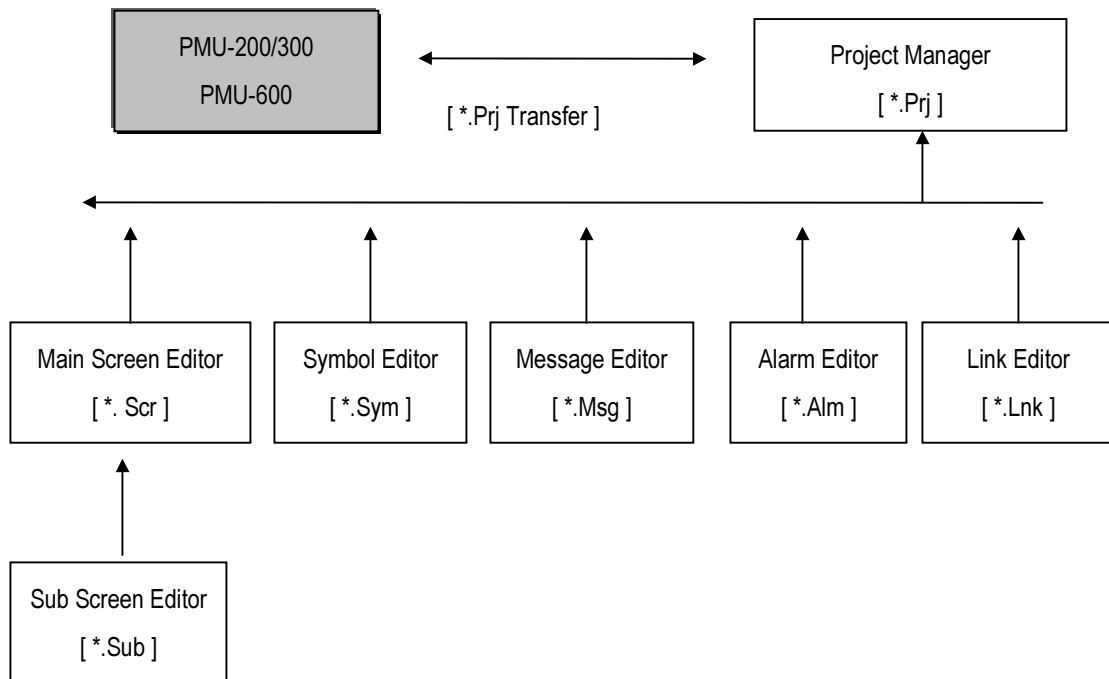 PMU-200/300
PMU-600
[ *.Prj Transfer ]
Project Manager
[ *.Prj ]
Main Screen Editor
[ *. Scr ]
Symbol Editor
[ *.Sym ]
Message Editor
[ *.Msg ]
Alarm Editor
[ *.Alm ]
Link Editor
[ *.Lnk ]
Sub Screen Editor
[ *.Sub ]